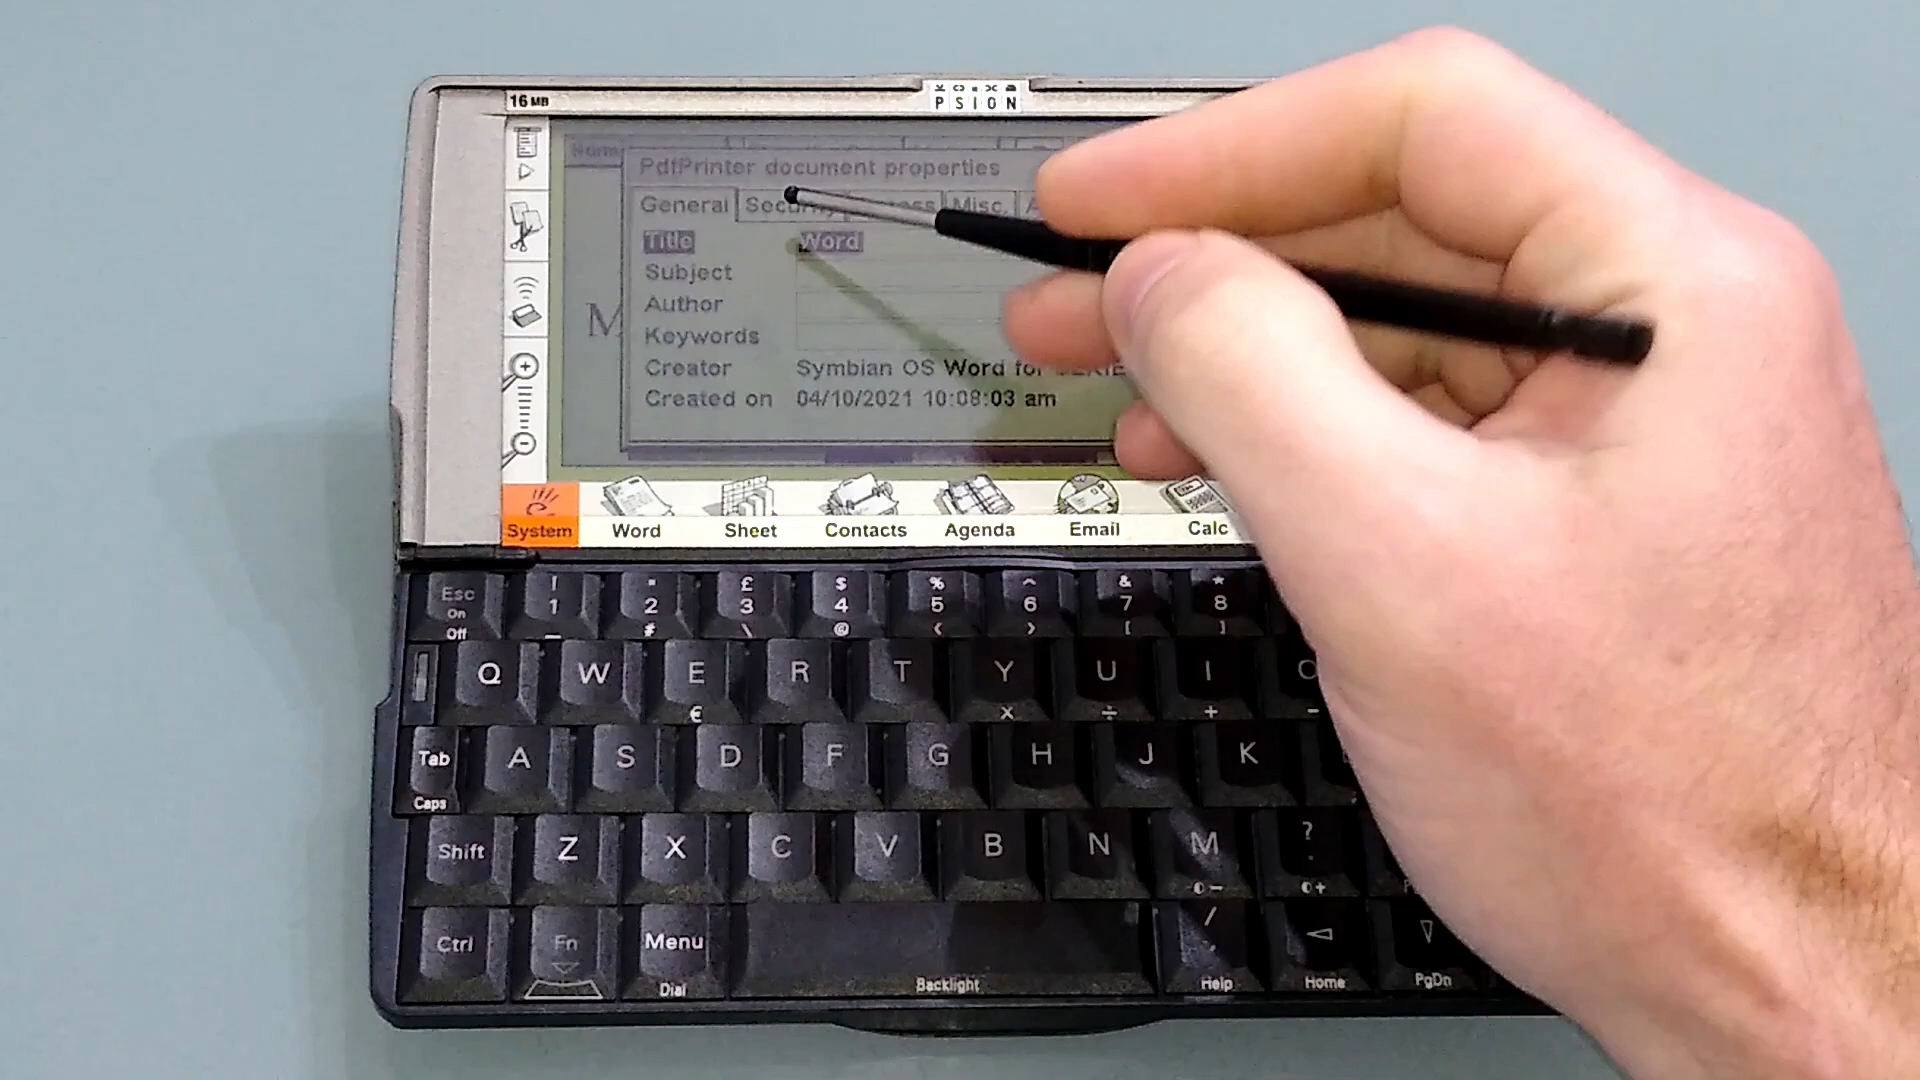 16 MB
PSION
PdfPrinter document properties
General Security Misc.
Title Word
Subject
Author
Keywords
Creator Symbian OS Word for
Created on 04/10/2021 10:08:03 am
System Word Sheet Contacts Agenda Email Calc
! " £ $ % ^ & *
Esc 1 2 3 4 5 6 7 8
On
Off _ # \ @ < > [ ]
Q W E R T Y U I O
€ × ÷ + -
Tab A S D F G H J K
Caps
Shift Z X C V B N M ?
.
Ctrl Fn Menu / ,
Dial Backlight Help Home PgDn